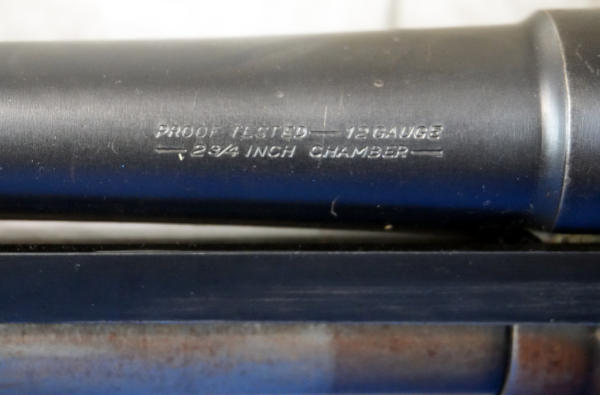 PROOF TESTED — 12 GAUGE
— 2 3/4 INCH CHAMBER —